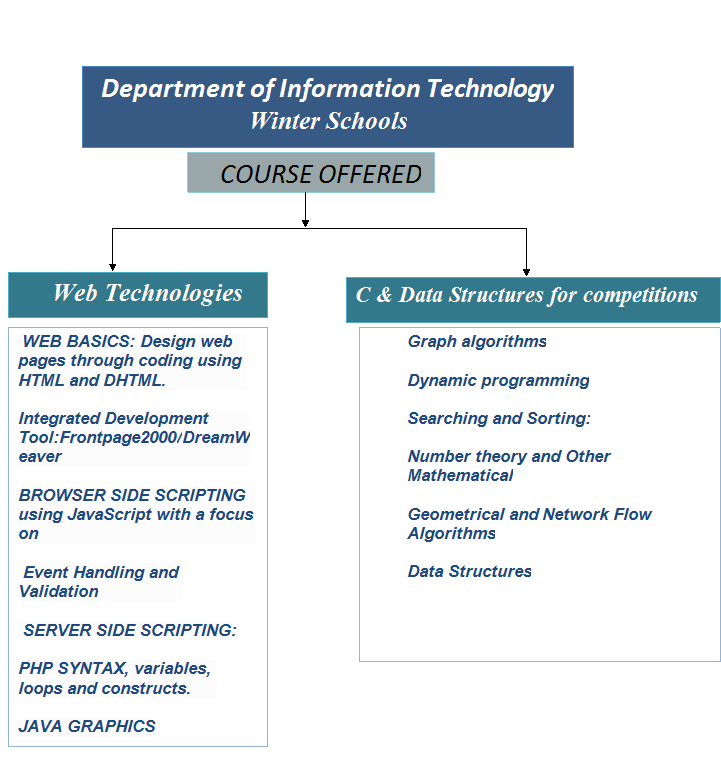 Department of Information Technology
Winter Schools
COURSE OFFERED
Web Technologies
WEB BASICS: Design web
pages through coding using
HTML and DHTML.
Integrated Development
Tool:Frontpage2000/DreamW
eaver
BROWSER SIDE SCRIPTING
using JavaScript with a focus
on
Event Handling and
Validation
SERVER SIDE SCRIPTING:
PHP SYNTAX, variables,
loops and constructs.
JAVA GRAPHICS
C & Data Structures for competitions
Graph algorithms
Dynamic programming
Searching and Sorting:
Number theory and Other
Mathematical
Geometrical and Network Flow
Algorithms
Data Structures